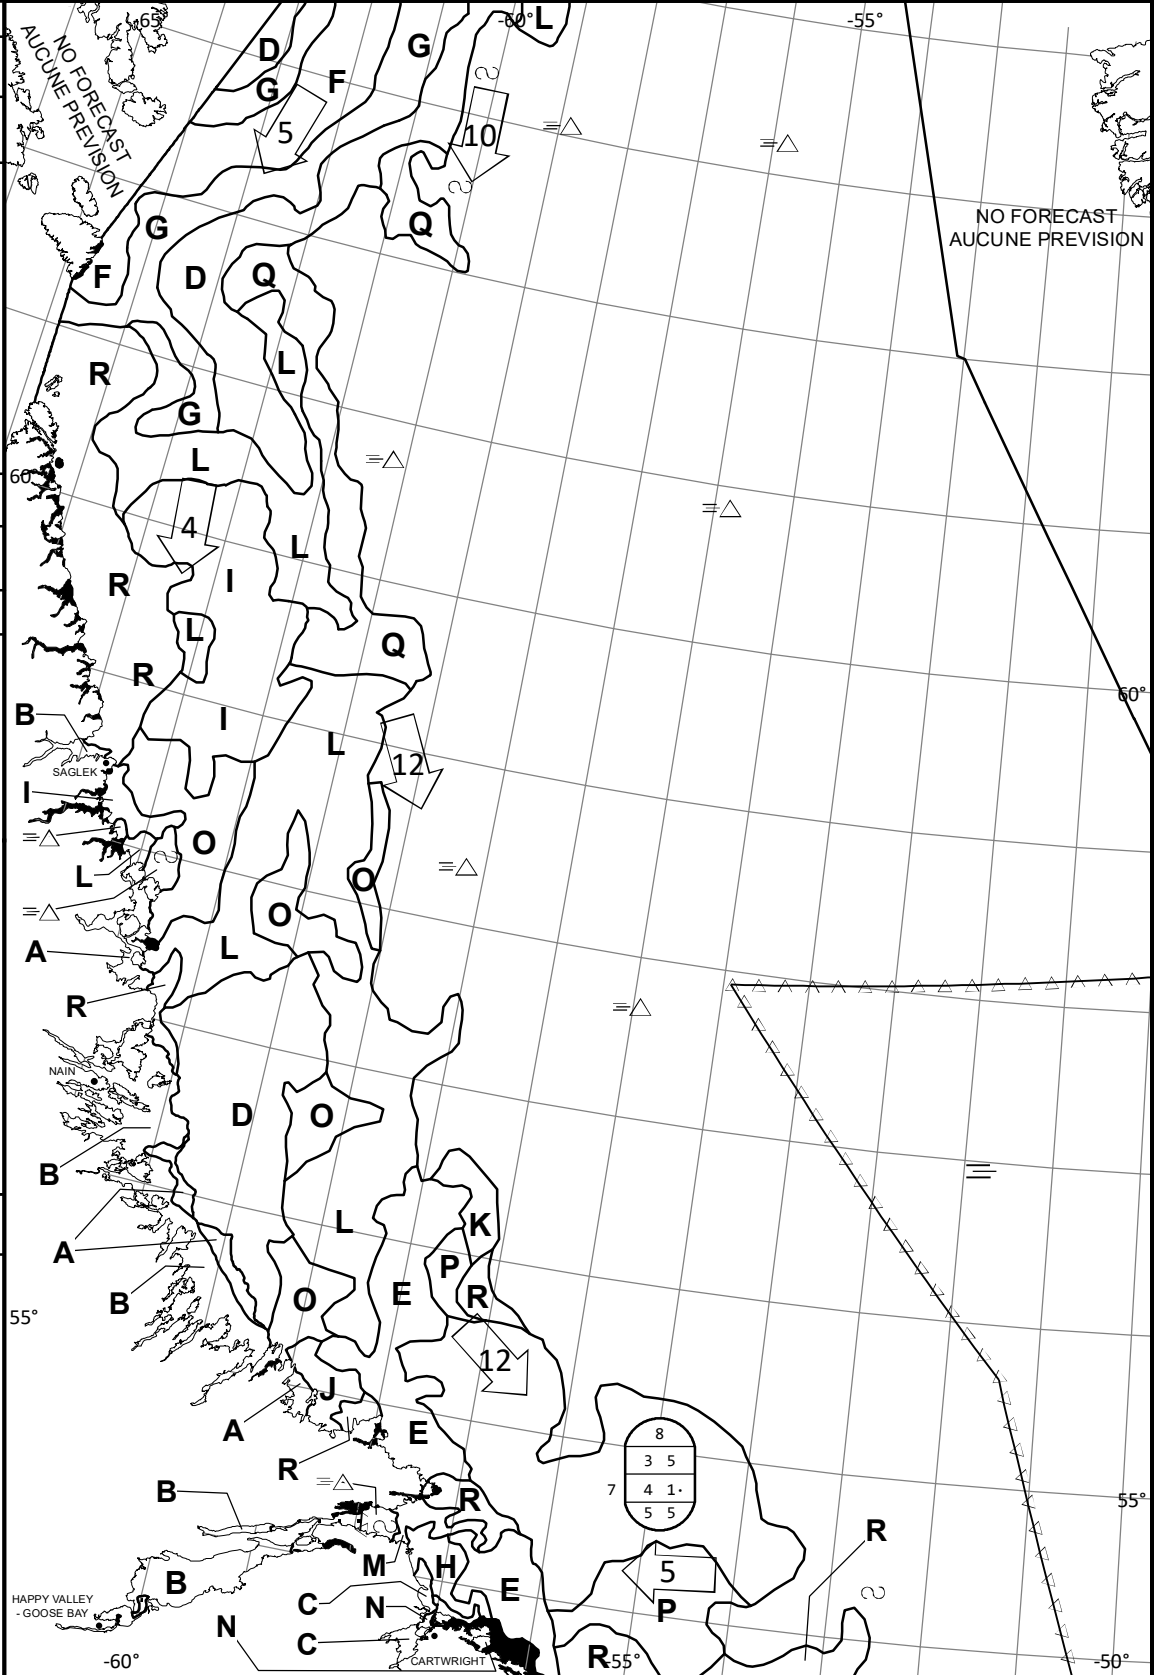 -65°
-60°
L
-55°
NO FORECAST
AUCUNE PREVISION
D
G
F
G
5
10
G
Q
NO FORECAST
AUCUNE PREVISION
F
D
Q
L
R
G
L
60°
4
L
I
R
L
Q
R
60°
B
I
L
12
SAGLEK
I
O
L
O
O
L
A
R
NAIN
D
O
B
L
K
A
P
B
O
E
R
55°
12
J
A
E
8
3 5
7 4 1·
5 5
R
B
R
55°
R
M
H
5
B
E
HAPPY VALLEY
- GOOSE BAY
C
N
P
N
C
R
CARTWRIGHT
-60°
-55°
-50°